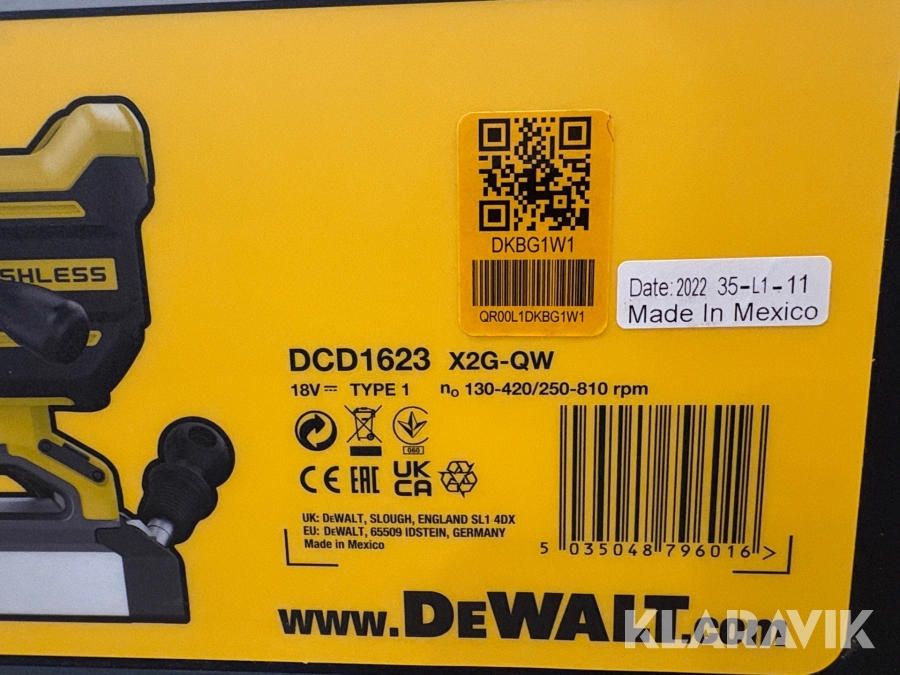 SHLESS
DKBG1W1
QR00L1DKBG1W1
Date: 2022 35-L1-11
Made In Mexico
DCD1623 X2G-QW
18V TYPE 1 n₀ 130-420/250-810 rpm
060
CE EAC UK CA
UK: DeWALT, SLOUGH, ENGLAND SL1 4DX
EU: DeWALT, 65509 IDSTEIN, GERMANY
Made in Mexico
5 035048 796016 >
www.DeWALT.com
KLARAVIK